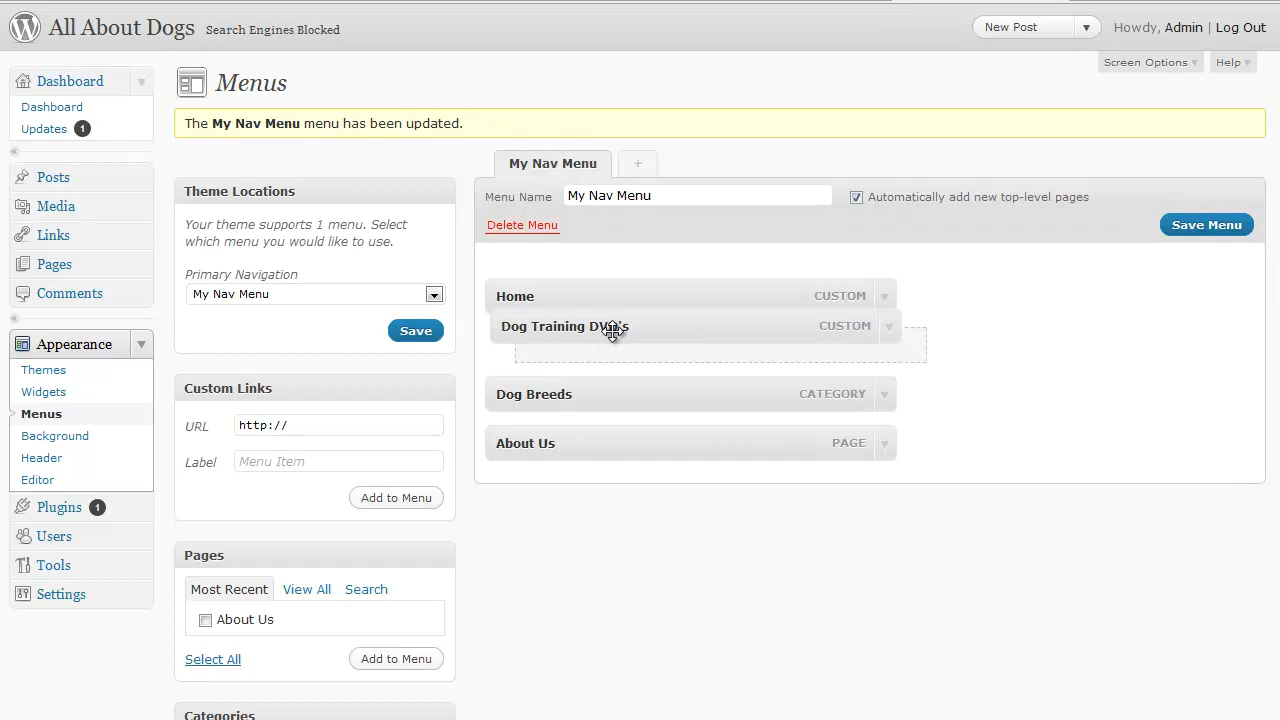 All About Dogs Search Engines Blocked
New Post
Howdy, Admin | Log Out
Screen Options
Help
Dashboard
Dashboard
Updates 1
Posts
Media
Links
Pages
Comments
Appearance
Themes
Widgets
Menus
Background
Header
Editor
Plugins 1
Users
Tools
Settings
Menus
The My Nav Menu menu has been updated.
Theme Locations
Your theme supports 1 menu. Select
which menu you would like to use.
Primary Navigation
My Nav Menu
Save
Custom Links
URL http://
Label Menu Item
Add to Menu
Pages
Most Recent View All Search
About Us
Select All Add to Menu
Categories
My Nav Menu +
Menu Name My Nav Menu Automatically add new top-level pages
Delete Menu Save Menu
Home CUSTOM
Dog Training CUSTOM
Dog Breeds CATEGORY
About Us PAGE